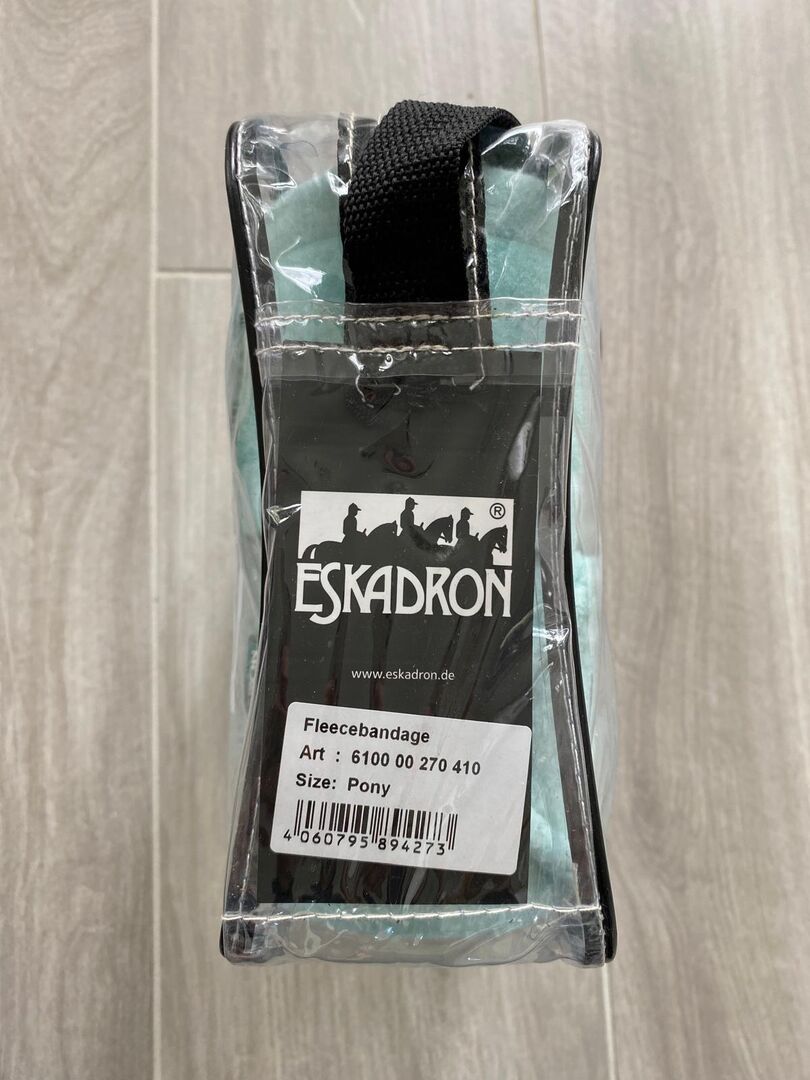 ®
ESKADRON
www.eskadron.de
Fleecebandage
Art : 6100 00 270 410
Size: Pony
4 060795 894273